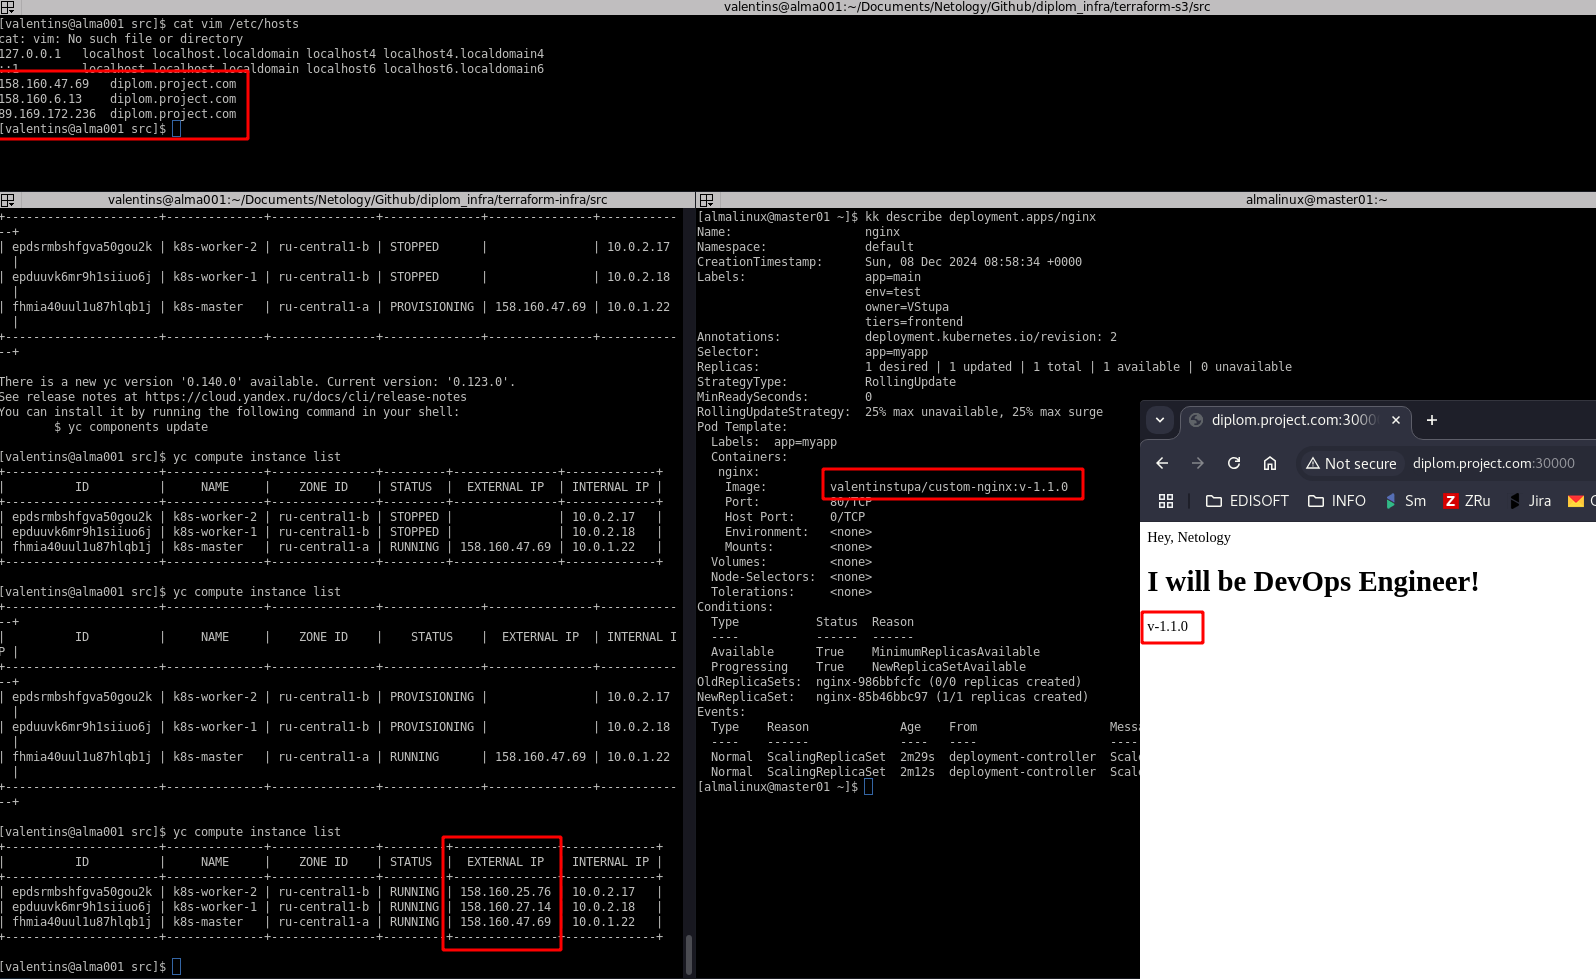 valentins@alma001:~/Documents/Netology/Github/diplom_infra/terraform-s3/src
[valentins@alma001 src]$ cat vim /etc/hosts
cat: vim: No such file or directory
127.0.0.1   localhost localhost.localdomain localhost4 localhost4.localdomain4
::1         localhost localhost.localdomain localhost6 localhost6.localdomain6
158.160.47.69   diplom.project.com
158.160.6.13    diplom.project.com
89.169.172.236  diplom.project.com
[valentins@alma001 src]$
valentins@alma001:~/Documents/Netology/Github/diplom_infra/terraform-infra/src
+----------------------+--------------+---------------+--------------+---------------+-----------
--+
| epdsrmbshfgva50gou2k | k8s-worker-2 | ru-central1-b | STOPPED      |               | 10.0.2.17
  |
| epduuvk6mr9h1siiuo6j | k8s-worker-1 | ru-central1-b | STOPPED      |               | 10.0.2.18
  |
| fhmia40uul1u87hlqb1j | k8s-master   | ru-central1-a | PROVISIONING | 158.160.47.69 | 10.0.1.22
  |
+----------------------+--------------+---------------+--------------+---------------+-----------
--+
There is a new yc version '0.140.0' available. Current version: '0.123.0'.
See release notes at https://cloud.yandex.ru/docs/cli/release-notes
You can install it by running the following command in your shell:
        $ yc components update
[valentins@alma001 src]$ yc compute instance list
+----------------------+--------------+---------------+---------+---------------+-------------+
|          ID          |     NAME     |    ZONE ID    | STATUS  |  EXTERNAL IP  | INTERNAL IP |
+----------------------+--------------+---------------+---------+---------------+-------------+
| epdsrmbshfgva50gou2k | k8s-worker-2 | ru-central1-b | STOPPED |               | 10.0.2.17   |
| epduuvk6mr9h1siiuo6j | k8s-worker-1 | ru-central1-b | STOPPED |               | 10.0.2.18   |
| fhmia40uul1u87hlqb1j | k8s-master   | ru-central1-a | RUNNING | 158.160.47.69 | 10.0.1.22   |
+----------------------+--------------+---------------+---------+---------------+-------------+
[valentins@alma001 src]$ yc compute instance list
+----------------------+--------------+---------------+--------------+---------------+-----------
--+
|          ID          |     NAME     |    ZONE ID    |    STATUS    |  EXTERNAL IP  | INTERNAL I
P |
+----------------------+--------------+---------------+--------------+---------------+-----------
--+
| epdsrmbshfgva50gou2k | k8s-worker-2 | ru-central1-b | PROVISIONING |               | 10.0.2.17
  |
| epduuvk6mr9h1siiuo6j | k8s-worker-1 | ru-central1-b | PROVISIONING |               | 10.0.2.18
  |
| fhmia40uul1u87hlqb1j | k8s-master   | ru-central1-a | RUNNING      | 158.160.47.69 | 10.0.1.22
  |
+----------------------+--------------+---------------+--------------+---------------+-----------
--+
[valentins@alma001 src]$ yc compute instance list
+----------------------+--------------+---------------+---------+---------------+-------------+
|          ID          |     NAME     |    ZONE ID    | STATUS  |  EXTERNAL IP  | INTERNAL IP |
+----------------------+--------------+---------------+---------+---------------+-------------+
| epdsrmbshfgva50gou2k | k8s-worker-2 | ru-central1-b | RUNNING | 158.160.25.76 | 10.0.2.17   |
| epduuvk6mr9h1siiuo6j | k8s-worker-1 | ru-central1-b | RUNNING | 158.160.27.14 | 10.0.2.18   |
| fhmia40uul1u87hlqb1j | k8s-master   | ru-central1-a | RUNNING | 158.160.47.69 | 10.0.1.22   |
+----------------------+--------------+---------------+---------+---------------+-------------+
[valentins@alma001 src]$
almalinux@master01:~
[almalinux@master01 ~]$ kk describe deployment.apps/nginx
Name:                   nginx
Namespace:              default
CreationTimestamp:      Sun, 08 Dec 2024 08:58:34 +0000
Labels:                 app=main
                        env=test
                        owner=VStupa
                        tiers=frontend
Annotations:            deployment.kubernetes.io/revision: 2
Selector:               app=myapp
Replicas:               1 desired | 1 updated | 1 total | 1 available | 0 unavailable
StrategyType:           RollingUpdate
MinReadySeconds:        0
RollingUpdateStrategy:  25% max unavailable, 25% max surge
Pod Template:
  Labels:  app=myapp
  Containers:
   nginx:
    Image:         valentinstupa/custom-nginx:v-1.1.0
    Port:          80/TCP
    Host Port:     0/TCP
    Environment:   <none>
    Mounts:        <none>
  Volumes:         <none>
  Node-Selectors:  <none>
  Tolerations:     <none>
Conditions:
  Type           Status  Reason
  ----           ------  ------
  Available      True    MinimumReplicasAvailable
  Progressing    True    NewReplicaSetAvailable
OldReplicaSets:  nginx-986bbfcfc (0/0 replicas created)
NewReplicaSet:   nginx-85b46bbc97 (1/1 replicas created)
Events:
  Type    Reason             Age    From                   Messa
  ----    ------             ----   ----                   ----
  Normal  ScalingReplicaSet  2m29s  deployment-controller  Scal
  Normal  ScalingReplicaSet  2m12s  deployment-controller  Scal
[almalinux@master01 ~]$
diplom.project.com:3000
Not secure diplom.project.com:30000
EDISOFT INFO Sm ZRu Jira
Hey, Netology
I will be DevOps Engineer!
v-1.1.0